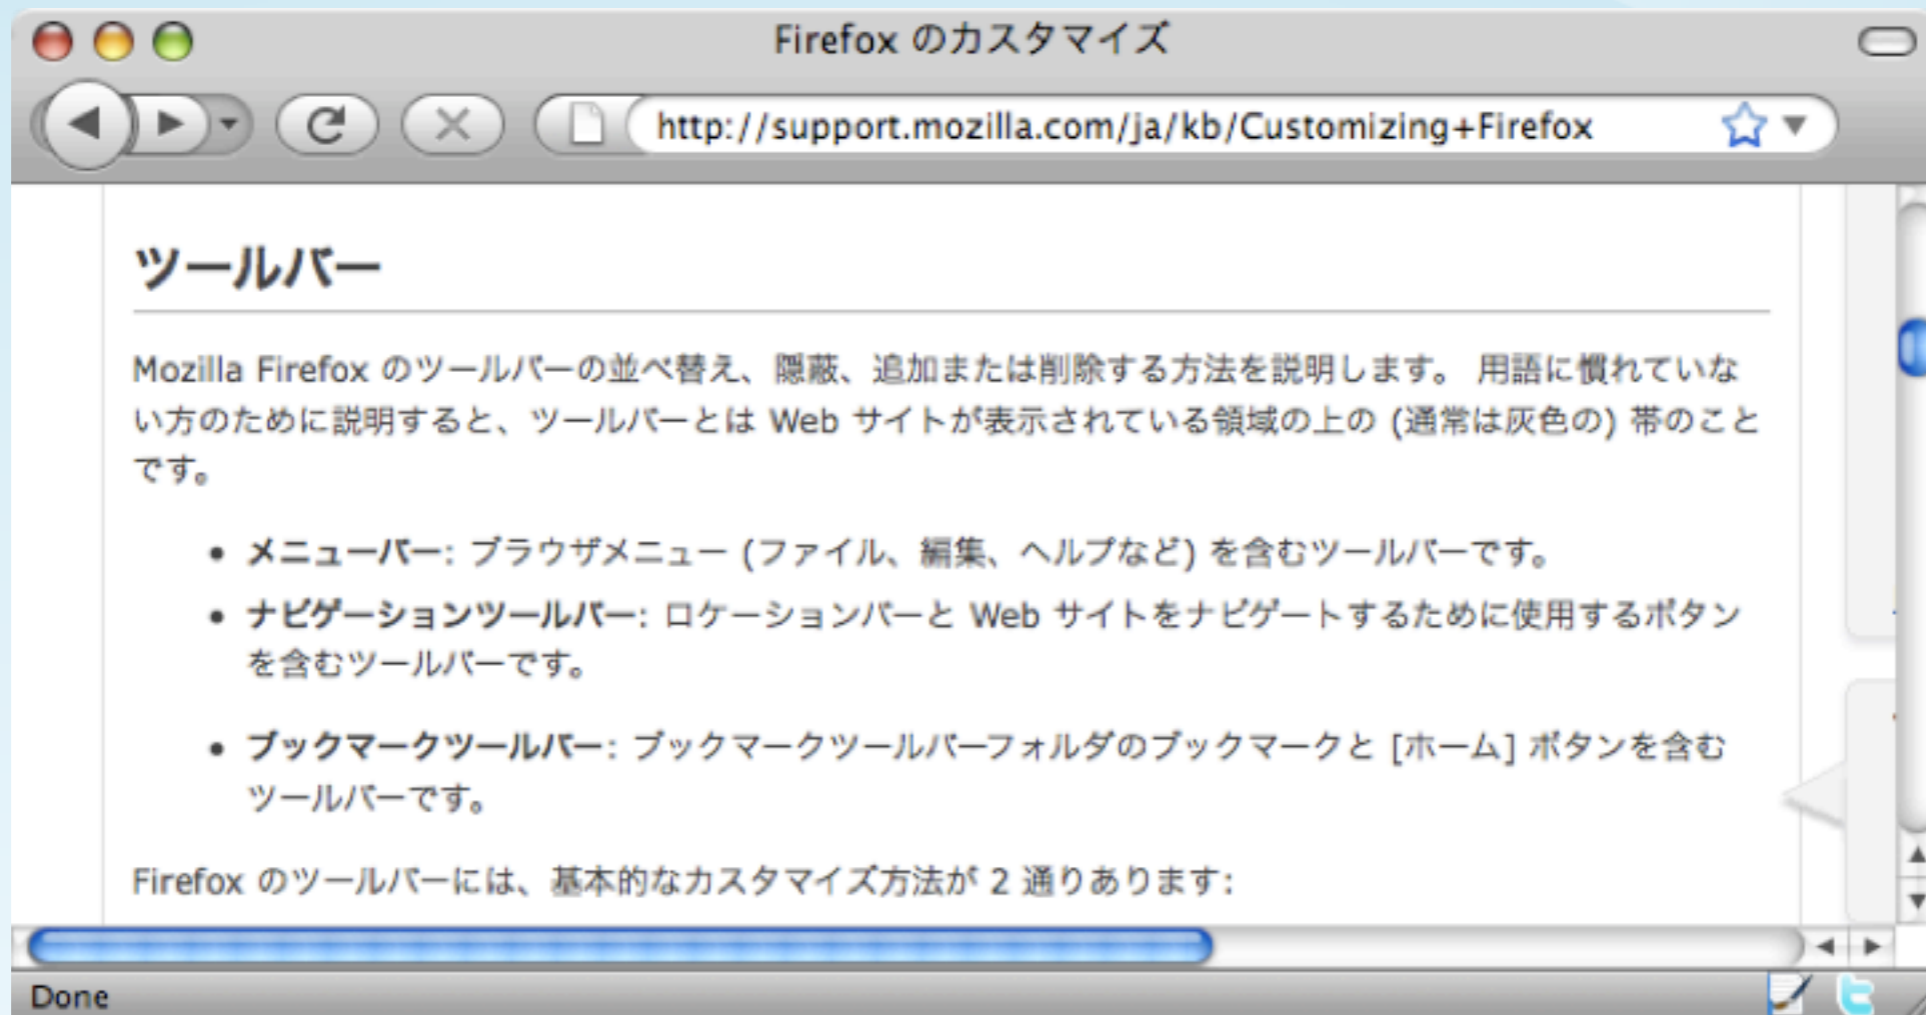 Firefox のカスタマイズ
http://support.mozilla.com/ja/kb/Customizing+Firefox
ツールバー
Mozilla Firefox のツールバーの並べ替え、隠蔽、追加または削除する方法を説明します。 用語に慣れていな
い方のために説明すると、ツールバーとは Web サイトが表示されている領域の上の (通常は灰色の) 帯のこと
です。
• メニューバー: ブラウザメニュー (ファイル、編集、ヘルプなど) を含むツールバーです。
• ナビゲーションツールバー: ロケーションバーと Web サイトをナビゲートするために使用するボタン
を含むツールバーです。
• ブックマークツールバー: ブックマークツールバーフォルダのブックマークと [ホーム] ボタンを含む
ツールバーです。
Firefox のツールバーには、基本的なカスタマイズ方法が 2 通りあります:
Done